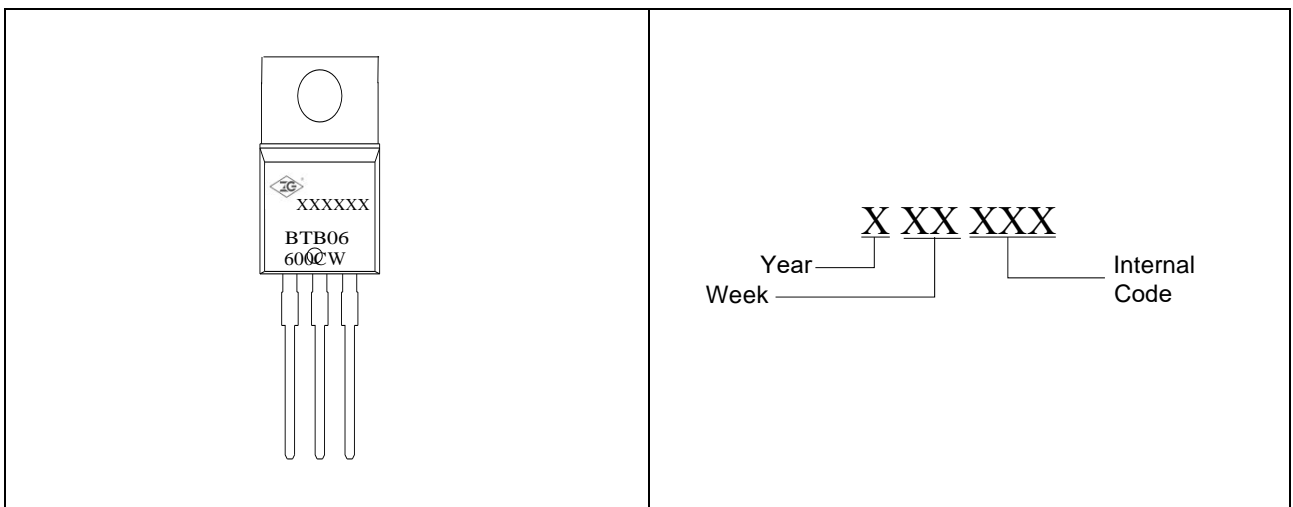 XXXXXX
BTB06
600CW
X XX XXX
Year
Week
Internal
Code